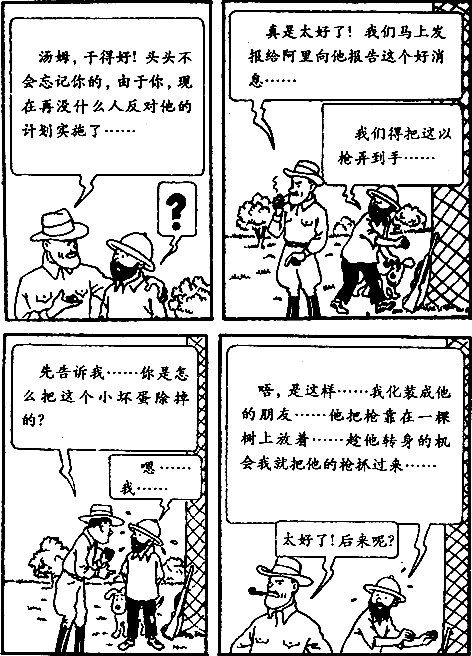 汤姆，干得好！头头不
会忘记你的，由于你，现
在再没什么人反对他的
计划实施了……
?
真是太好了！我们马上发
报给阿里向他报告这个好消
息……
我们得把这以
枪弄到手……
先告诉我……你是怎
么把这个小坏蛋除掉
的？
嗯……
我……
唔，是这样……我化装成他
的朋友……他把枪靠在一棵
树上放着……趁他转身的机
会我就把他的枪抓过来……
太好了！后来呢？